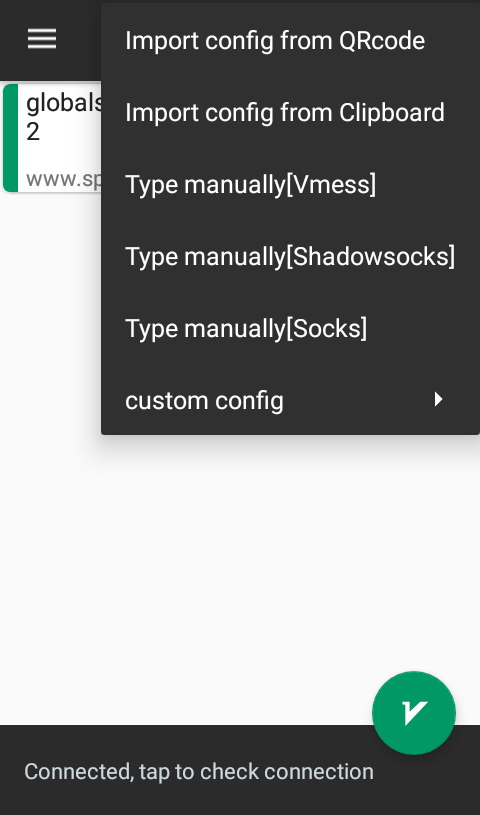 Import config from QRcode
globals
2
Import config from Clipboard
www.sp
Type manually[Vmess]
Type manually[Shadowsocks]
Type manually[Socks]
custom config
Connected, tap to check connection